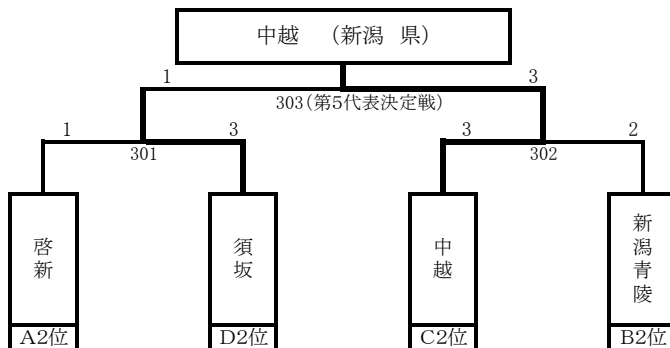 中越 （新潟 県）
1 3
303（第5代表決定戦）
1 3 3 2
301 302
啓新 須坂 中越 新潟青陵
A2位 D2位 C2位 B2位